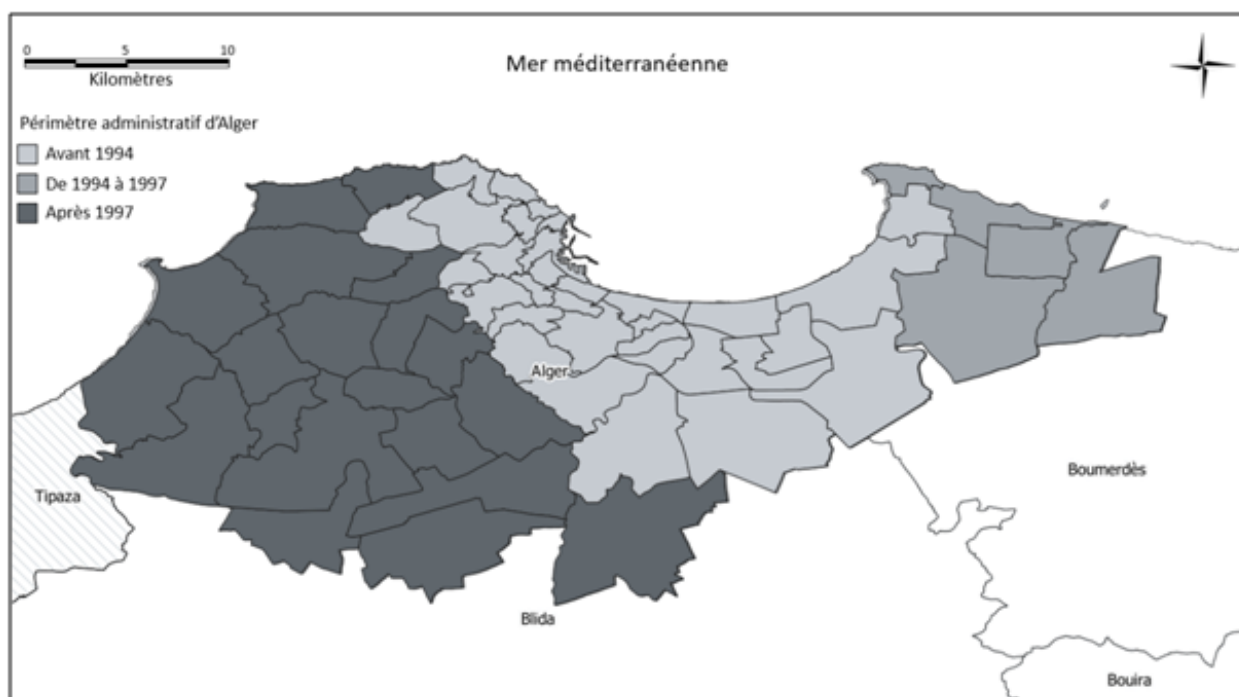 0 5 10
Kilomètres
Mer méditerranéenne
Périmètre administratif d'Alger
Avant 1994
De 1994 à 1997
Après 1997
Alger
Boumerdès
Tipaza
Blida
Bouira